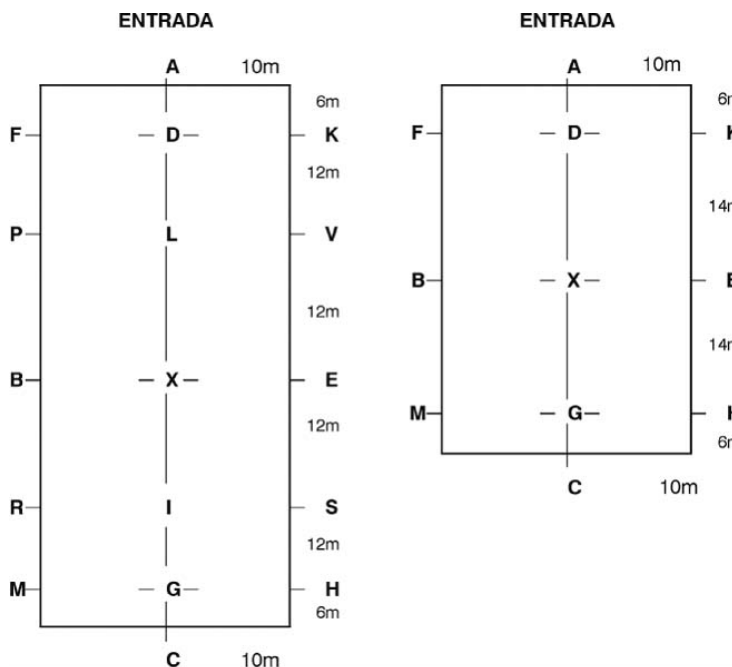 ENTRADA
A 10m
6m
F D K
12m
P L V
12m
B X E
12m
R I S
12m
M G H
6m
C 10m
ENTRADA
A 10m
F D
B X
M G
C 10m